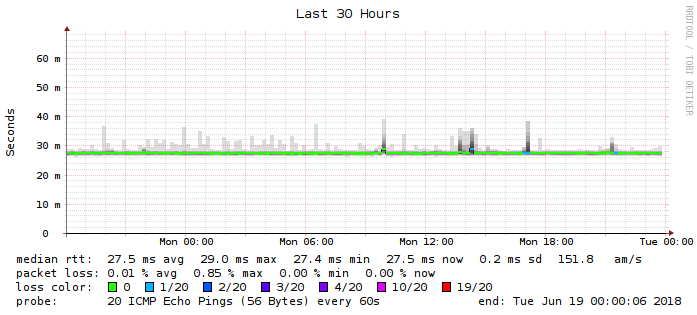 Last 30 Hours
RRDTOOL / TOBI OETIKER
Seconds
60 m
50 m
40 m
30 m
20 m
10 m
0
Mon 00:00 Mon 06:00 Mon 12:00 Mon 18:00 Tue 00:00
median rtt: 27.5 ms avg 29.0 ms max 27.4 ms min 27.5 ms now 0.2 ms sd 151.8 am/s
packet loss: 0.01 % avg 0.85 % max 0.00 % min 0.00 % now
loss color: 0 1/20 2/20 3/20 4/20 10/20 19/20
probe: 20 ICMP Echo Pings (56 Bytes) every 60s end: Tue Jun 19 00:00:06 2018